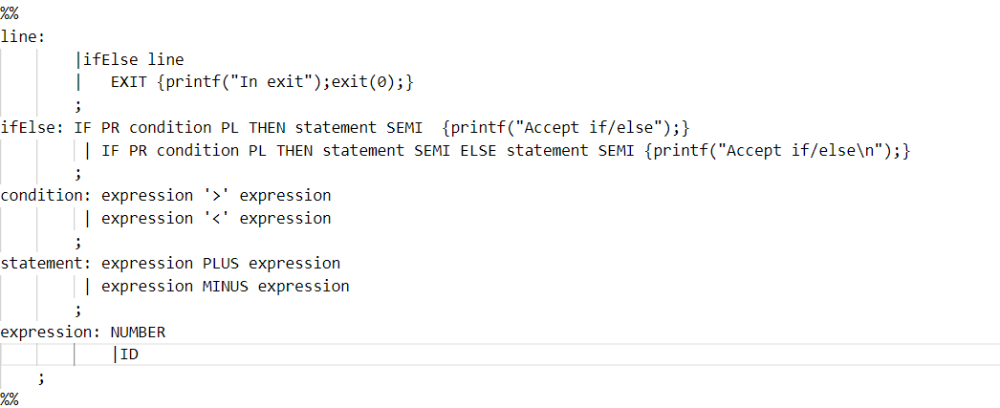 %%
line:
|ifElse line
| EXIT {printf("In exit");exit(0);}
;
ifElse: IF PR condition PL THEN statement SEMI {printf("Accept if/else");}
| IF PR condition PL THEN statement SEMI ELSE statement SEMI {printf("Accept if/else\n");}
;
condition: expression '>' expression
| expression '<' expression
;
statement: expression PLUS expression
| expression MINUS expression
;
expression: NUMBER
|ID
;
%%